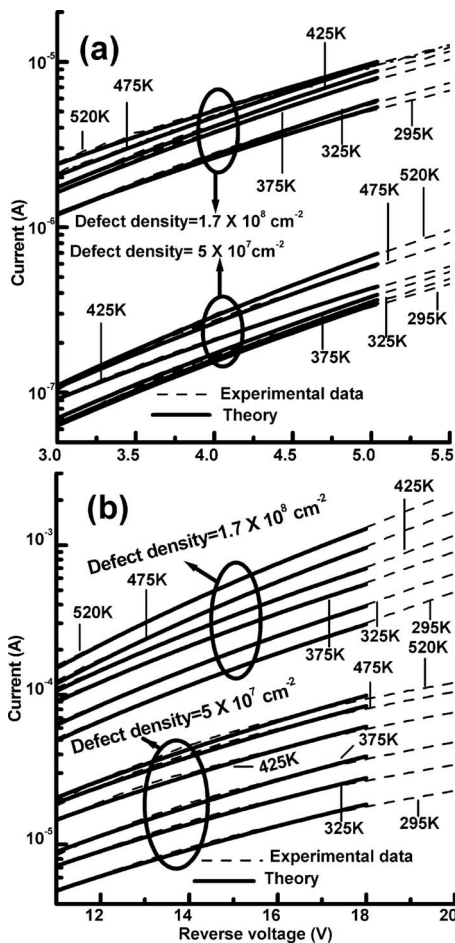 (a)
425K
10⁻⁵
520K
475K
295K
325K
375K
Defect density=1.7 X 10⁸ cm⁻²
Defect density= 5 X 10⁷cm⁻²
520K
475K
10⁻⁶
Current (A)
425K
295K
325K
375K
10⁻⁷
Experimental data
Theory
3.0 3.5 4.0 4.5 5.0 5.5
(b)
425K
10⁻³
Defect density=1.7 X 10⁸ cm⁻²
475K
520K
375K
325K
295K
520K
475K
10⁻⁴
Current (A)
Defect density=5 X 10⁷ cm⁻²
375K
425K
325K
295K
10⁻⁵
Experimental data
Theory
12 14 16 18 20
Reverse voltage (V)